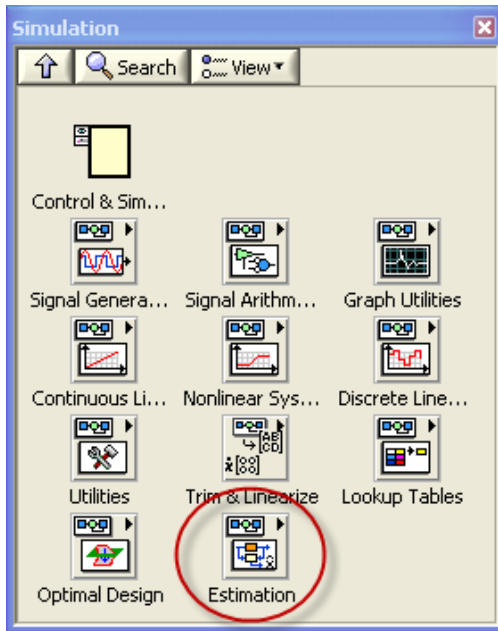 Simulation
Search View
Control & Sim...
Signal Genera... Signal Arithm... Graph Utilities
Continuous Li... Nonlinear Sys... Discrete Line...
Utilities Trim & Linearize Lookup Tables
Optimal Design Estimation